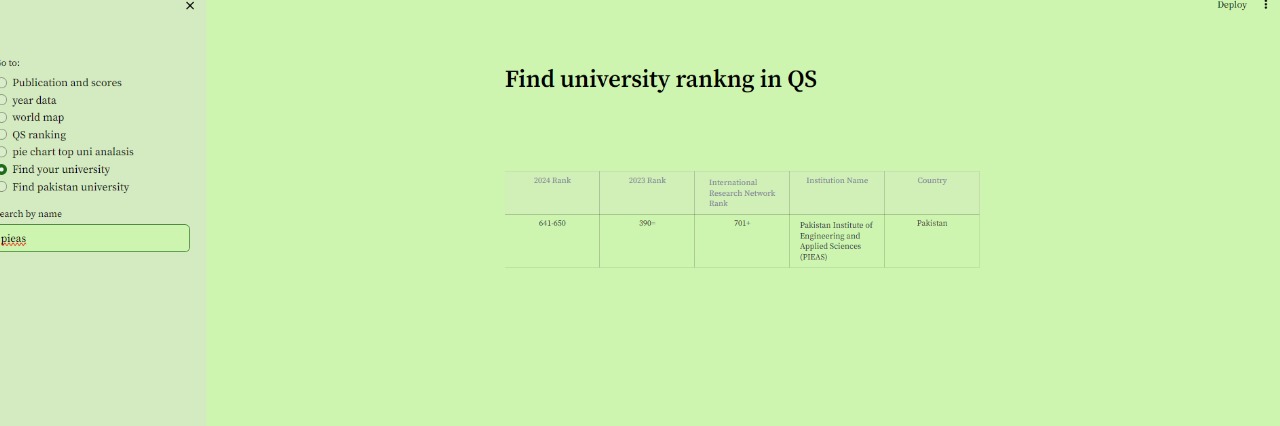 Deploy
Go to:
Publication and scores
year data
world map
QS ranking
pie chart top uni analasis
Find your university
Find pakistan university
Search by name
pieas
Find university rankng in QS
2024 Rank 2023 Rank International Research Network Rank Institution Name Country
641-650 390= 701+ Pakistan Institute of Engineering and Applied Sciences (PIEAS) Pakistan